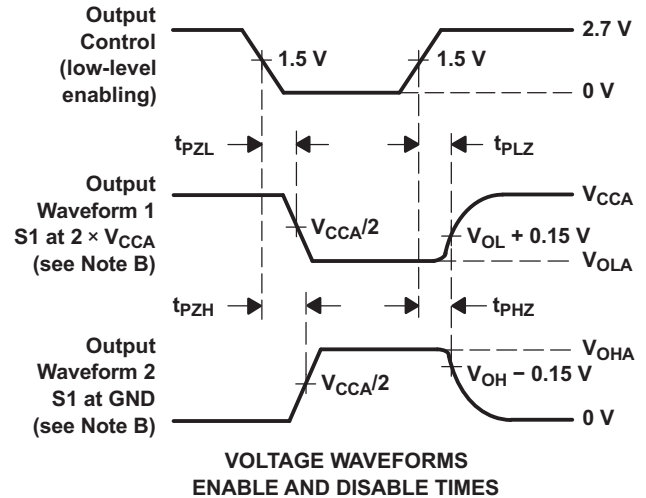 Output
Control
(low-level
enabling)
2.7 V
1.5 V
1.5 V
0 V
tPZL
tPLZ
Output
Waveform 1
S1 at 2 × VCCA
(see Note B)
VCCA
VCCA/2
VOL + 0.15 V
VOLA
tPZH
tPHZ
Output
Waveform 2
S1 at GND
(see Note B)
VOHA
VCCA/2
VOH − 0.15 V
0 V
VOLTAGE WAVEFORMS
ENABLE AND DISABLE TIMES